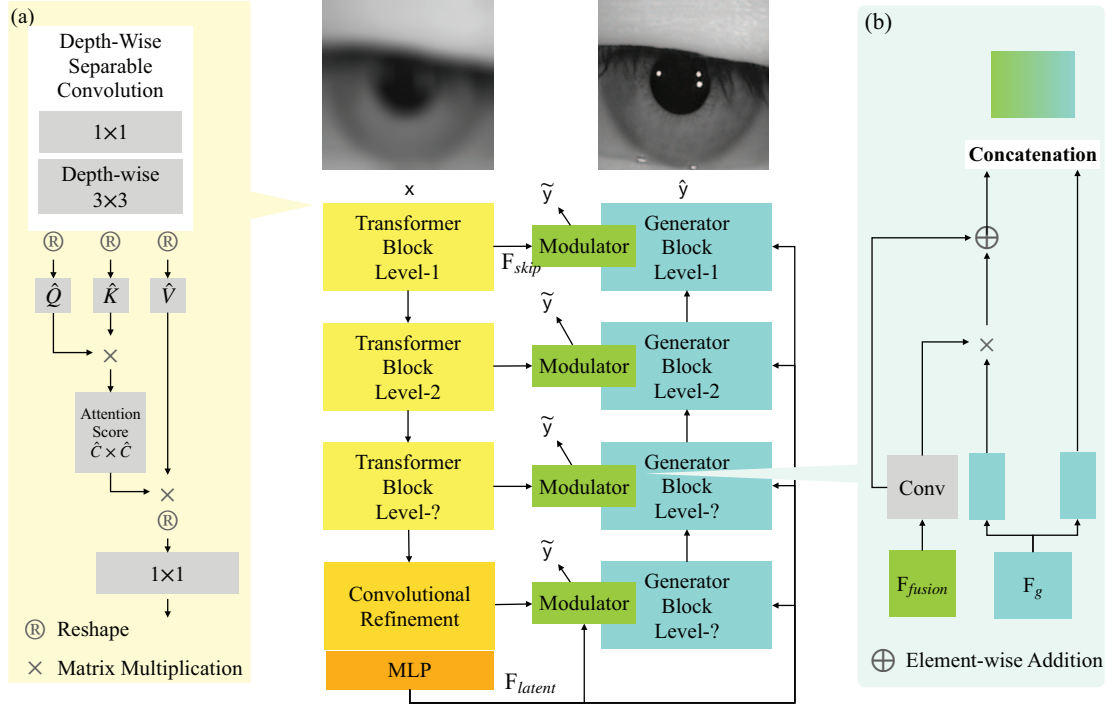 (a)
Depth-Wise
Separable
Convolution
1×1
Depth-wise
3×3
Ⓡ Ⓡ Ⓡ
Q̂ K̂ V̂
×
Attention
Score
Ĉ × Ĉ
×
Ⓡ
1×1
Ⓡ Reshape
× Matrix Multiplication
x
ŷ
Transformer
Block
Level-1
F_skip
ỹ
Modulator
Generator
Block
Level-1
Transformer
Block
Level-2
ỹ
Modulator
Generator
Block
Level-2
Transformer
Block
Level-?
ỹ
Modulator
Generator
Block
Level-?
Convolutional
Refinement
ỹ
Modulator
Generator
Block
Level-?
MLP
F_latent
(b)
Concatenation
⊕
×
Conv
F_fusion
F_g
⊕ Element-wise Addition